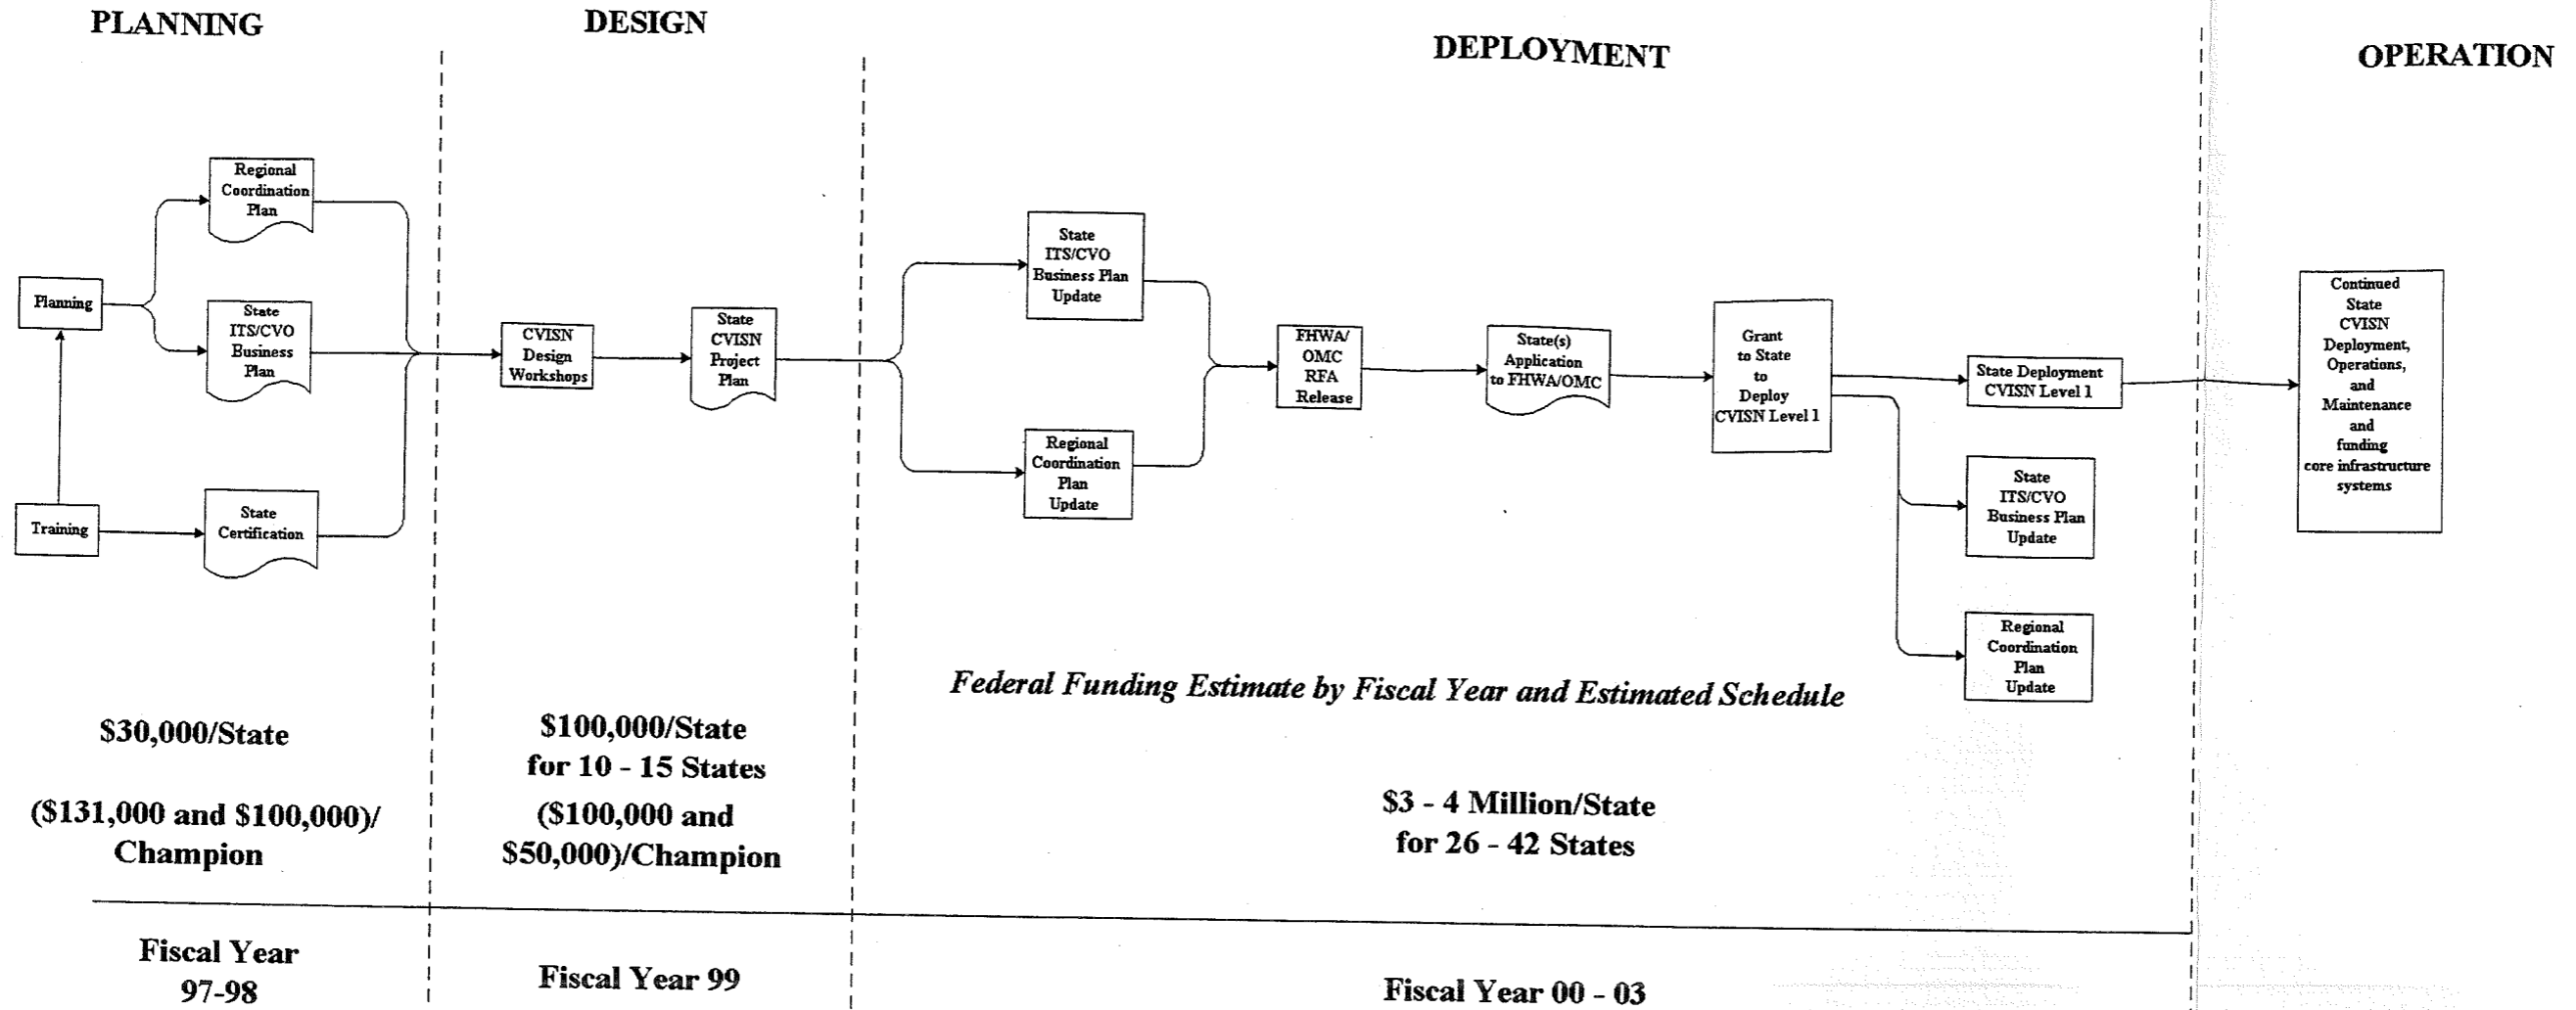 PLANNING
DESIGN
DEPLOYMENT
OPERATION
Regional
Coordination
Plan
Planning
State
ITS/CVO
Business
Plan
Training
State
Certification
CVISN
Design
Workshops
State
CVISN
Project
Plan
State
ITS/CVO
Business Plan
Update
Regional
Coordination
Plan
Update
FHWA/
OMC
RFA
Release
State(s)
Application
to FHWA/OMC
Grant
to State
to
Deploy
CVISN Level 1
State Deployment
CVISN Level 1
State
ITS/CVO
Business Plan
Update
Regional
Coordination
Plan
Update
Continued
State
CVISN
Deployment,
Operations,
and
Maintenance
and
funding
core infrastructure
systems
Federal Funding Estimate by Fiscal Year and Estimated Schedule
$30,000/State
($131,000 and $100,000)/
Champion
$100,000/State
for 10 - 15 States
($100,000 and
$50,000)/Champion
$3 - 4 Million/State
for 26 - 42 States
Fiscal Year
97-98
Fiscal Year 99
Fiscal Year 00 - 03